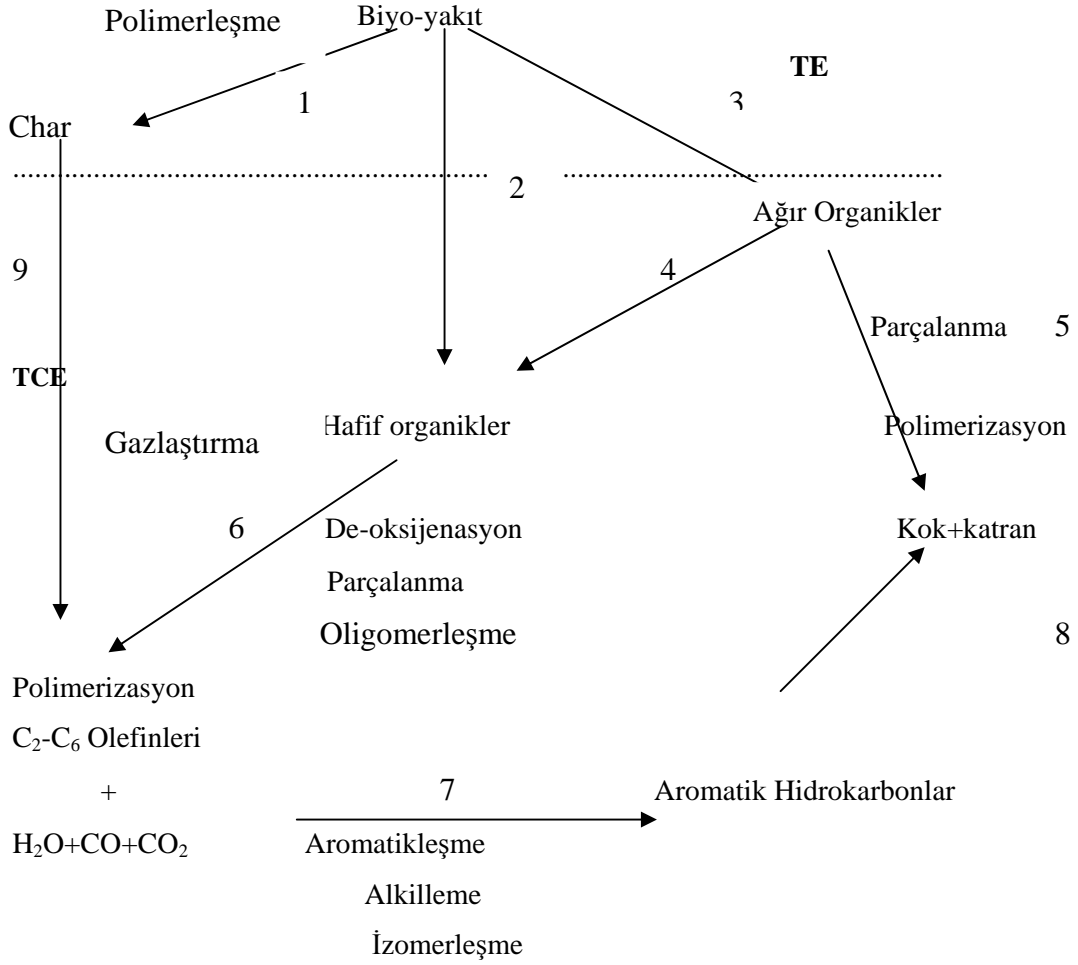 Polimerleşme
Biyo-yakıt
TE
1
3
Char
2
Ağır Organikler
9
4
Parçalanma 5
TCE
Gazlaştırma
Hafif organikler
Polimerizasyon
6
De-oksijenasyon
Kok+katran
Parçalanma
Oligomerleşme
8
Polimerizasyon
C₂-C₆ Olefinleri
+
7
Aromatik Hidrokarbonlar
H₂O+CO+CO₂
Aromatikleşme
Alkilleme
İzomerleşme